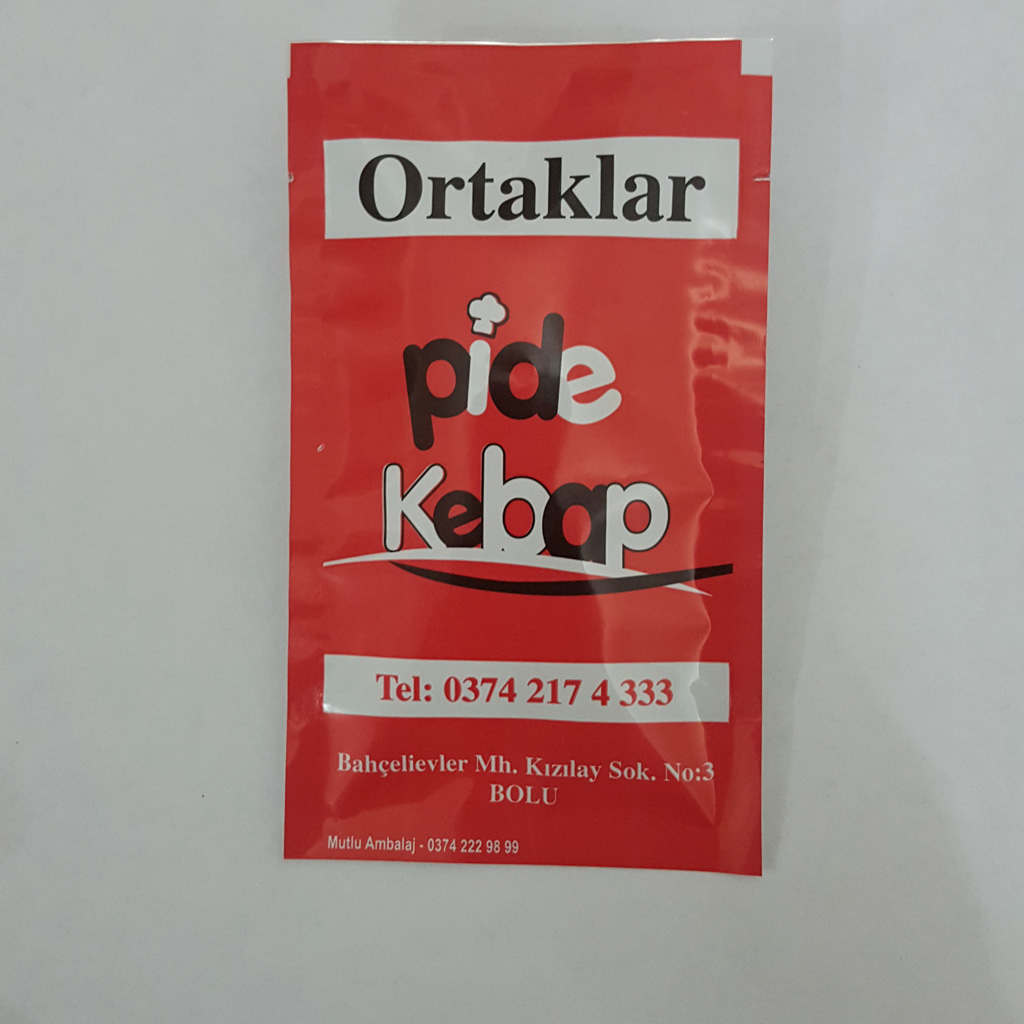 Ortaklar
pide
Kebap
Tel: 0374 217 4 333
Bahçelievler Mh. Kızılay Sok. No:3
BOLU
Mutlu Ambalaj - 0374 222 98 99